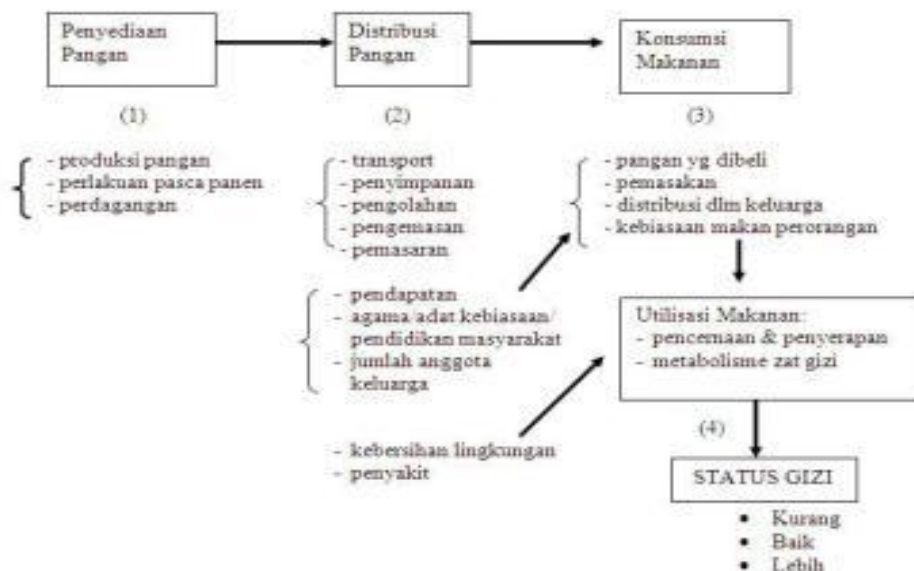 Penyediaan
Pangan
Distribusi
Pangan
Konsumsi
Makanan
(1)
(2)
(3)
- produksi pangan
- perlakuan pasca panen
- perdagangan
- transport
- penyimpanan
- pengolahan
- pengemasan
- pemasaran
- pangan yg dibeli
- pemasakan
- distribusi dlm keluarga
- kebiasaan makan perorangan
- pendapatan
- agama/adat kebiasaan/
pendidikan masyarakat
- jumlah anggota
keluarga
Utilisasi Makanan:
- pencernaan & penyerapan
- metabolisme zat gizi
- kebersihan lingkungan
- penyakit
(4)
STATUS GIZI
• Kurang
• Baik
• Lebih